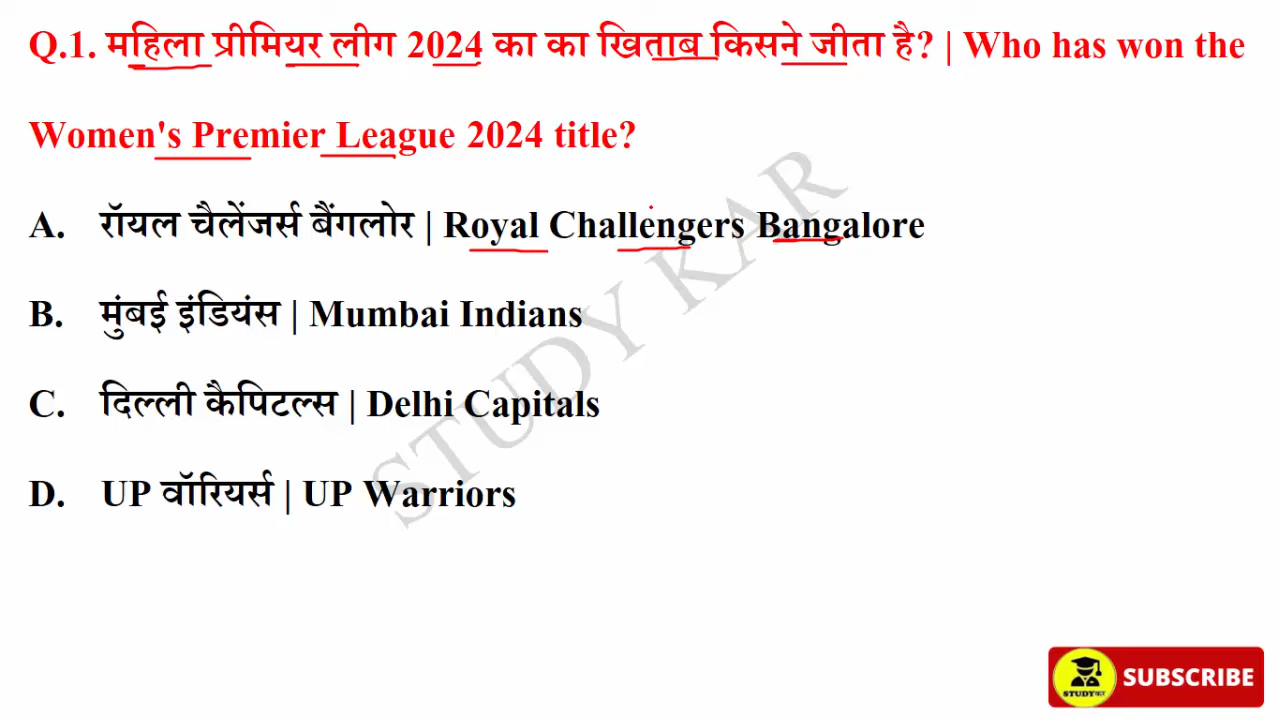 Q.1. महिला प्रीमियर लीग 2024 का का खिताब किसने जीता है? | Who has won the
Women's Premier League 2024 title?
A. रॉयल चैलेंजर्स बैंगलोर | Royal Challengers Bangalore
B. मुंबई इंडियंस | Mumbai Indians
C. दिल्ली कैपिटल्स | Delhi Capitals
D. UP वॉरियर्स | UP Warriors
STUDY KAR
STUDYकर
SUBSCRIBE